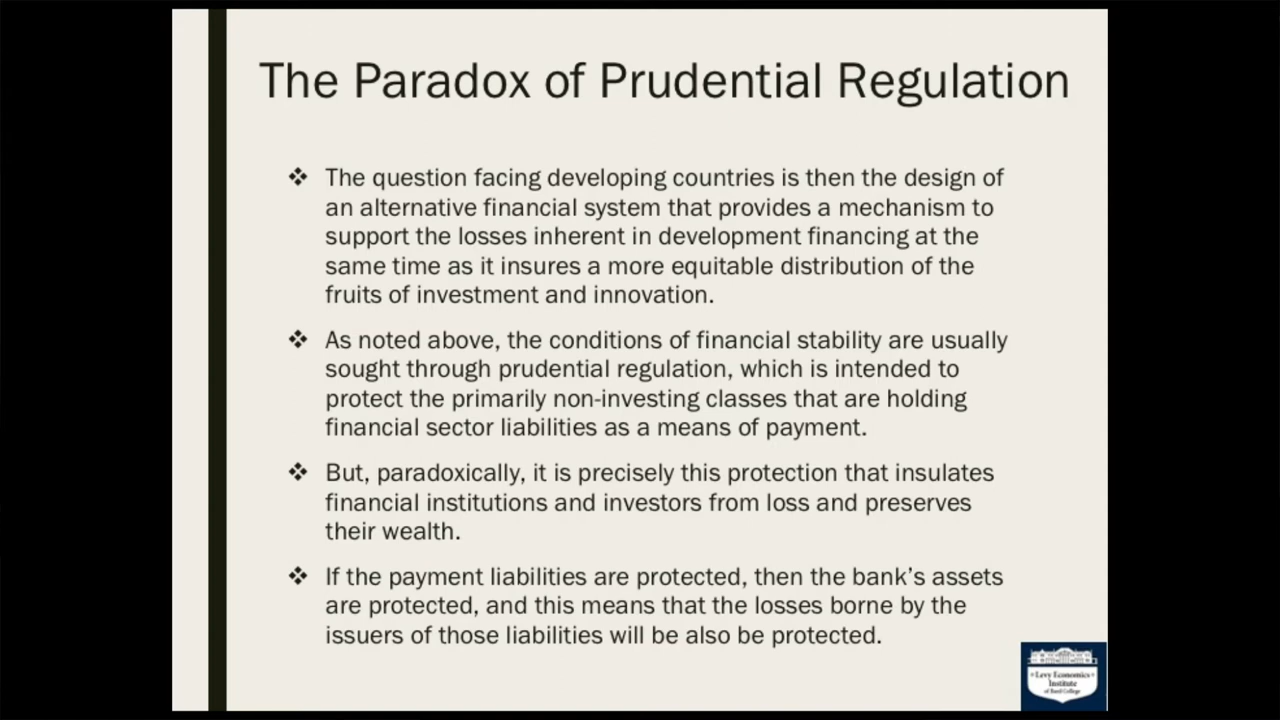 The Paradox of Prudential Regulation
❖ The question facing developing countries is then the design of
an alternative financial system that provides a mechanism to
support the losses inherent in development financing at the
same time as it insures a more equitable distribution of the
fruits of investment and innovation.
❖ As noted above, the conditions of financial stability are usually
sought through prudential regulation, which is intended to
protect the primarily non-investing classes that are holding
financial sector liabilities as a means of payment.
❖ But, paradoxically, it is precisely this protection that insulates
financial institutions and investors from loss and preserves
their wealth.
❖ If the payment liabilities are protected, then the bank’s assets
are protected, and this means that the losses borne by the
issuers of those liabilities will be also be protected.
Levy Economics
Institute
of Bard College